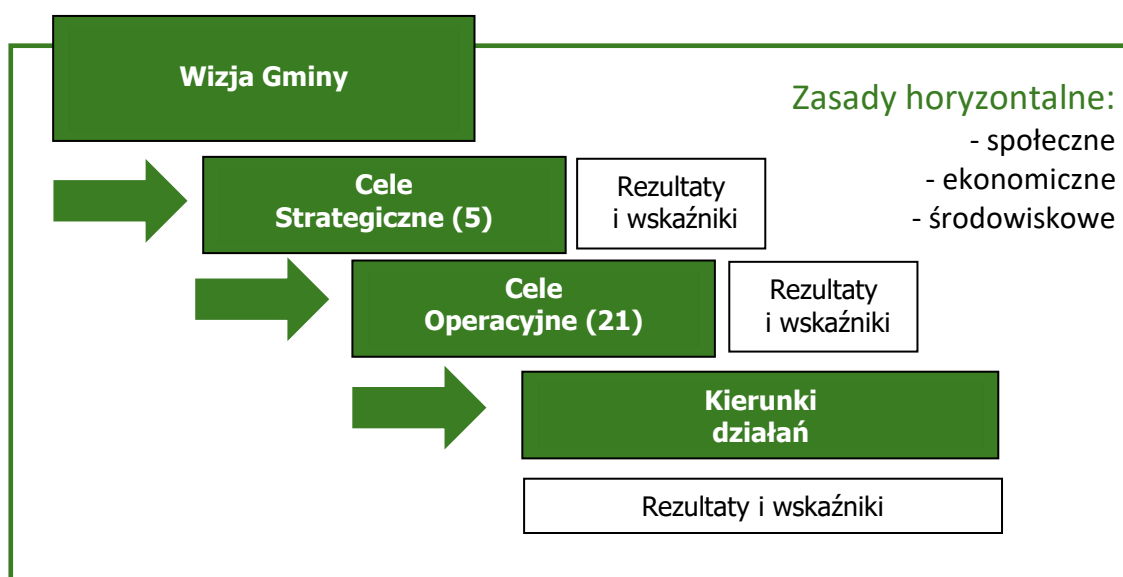 Wizja Gminy
Zasady horyzontalne:
- społeczne
- ekonomiczne
- środowiskowe
Cele
Strategiczne (5)
Rezultaty
i wskaźniki
Cele
Operacyjne (21)
Rezultaty
i wskaźniki
Kierunki
działań
Rezultaty i wskaźniki